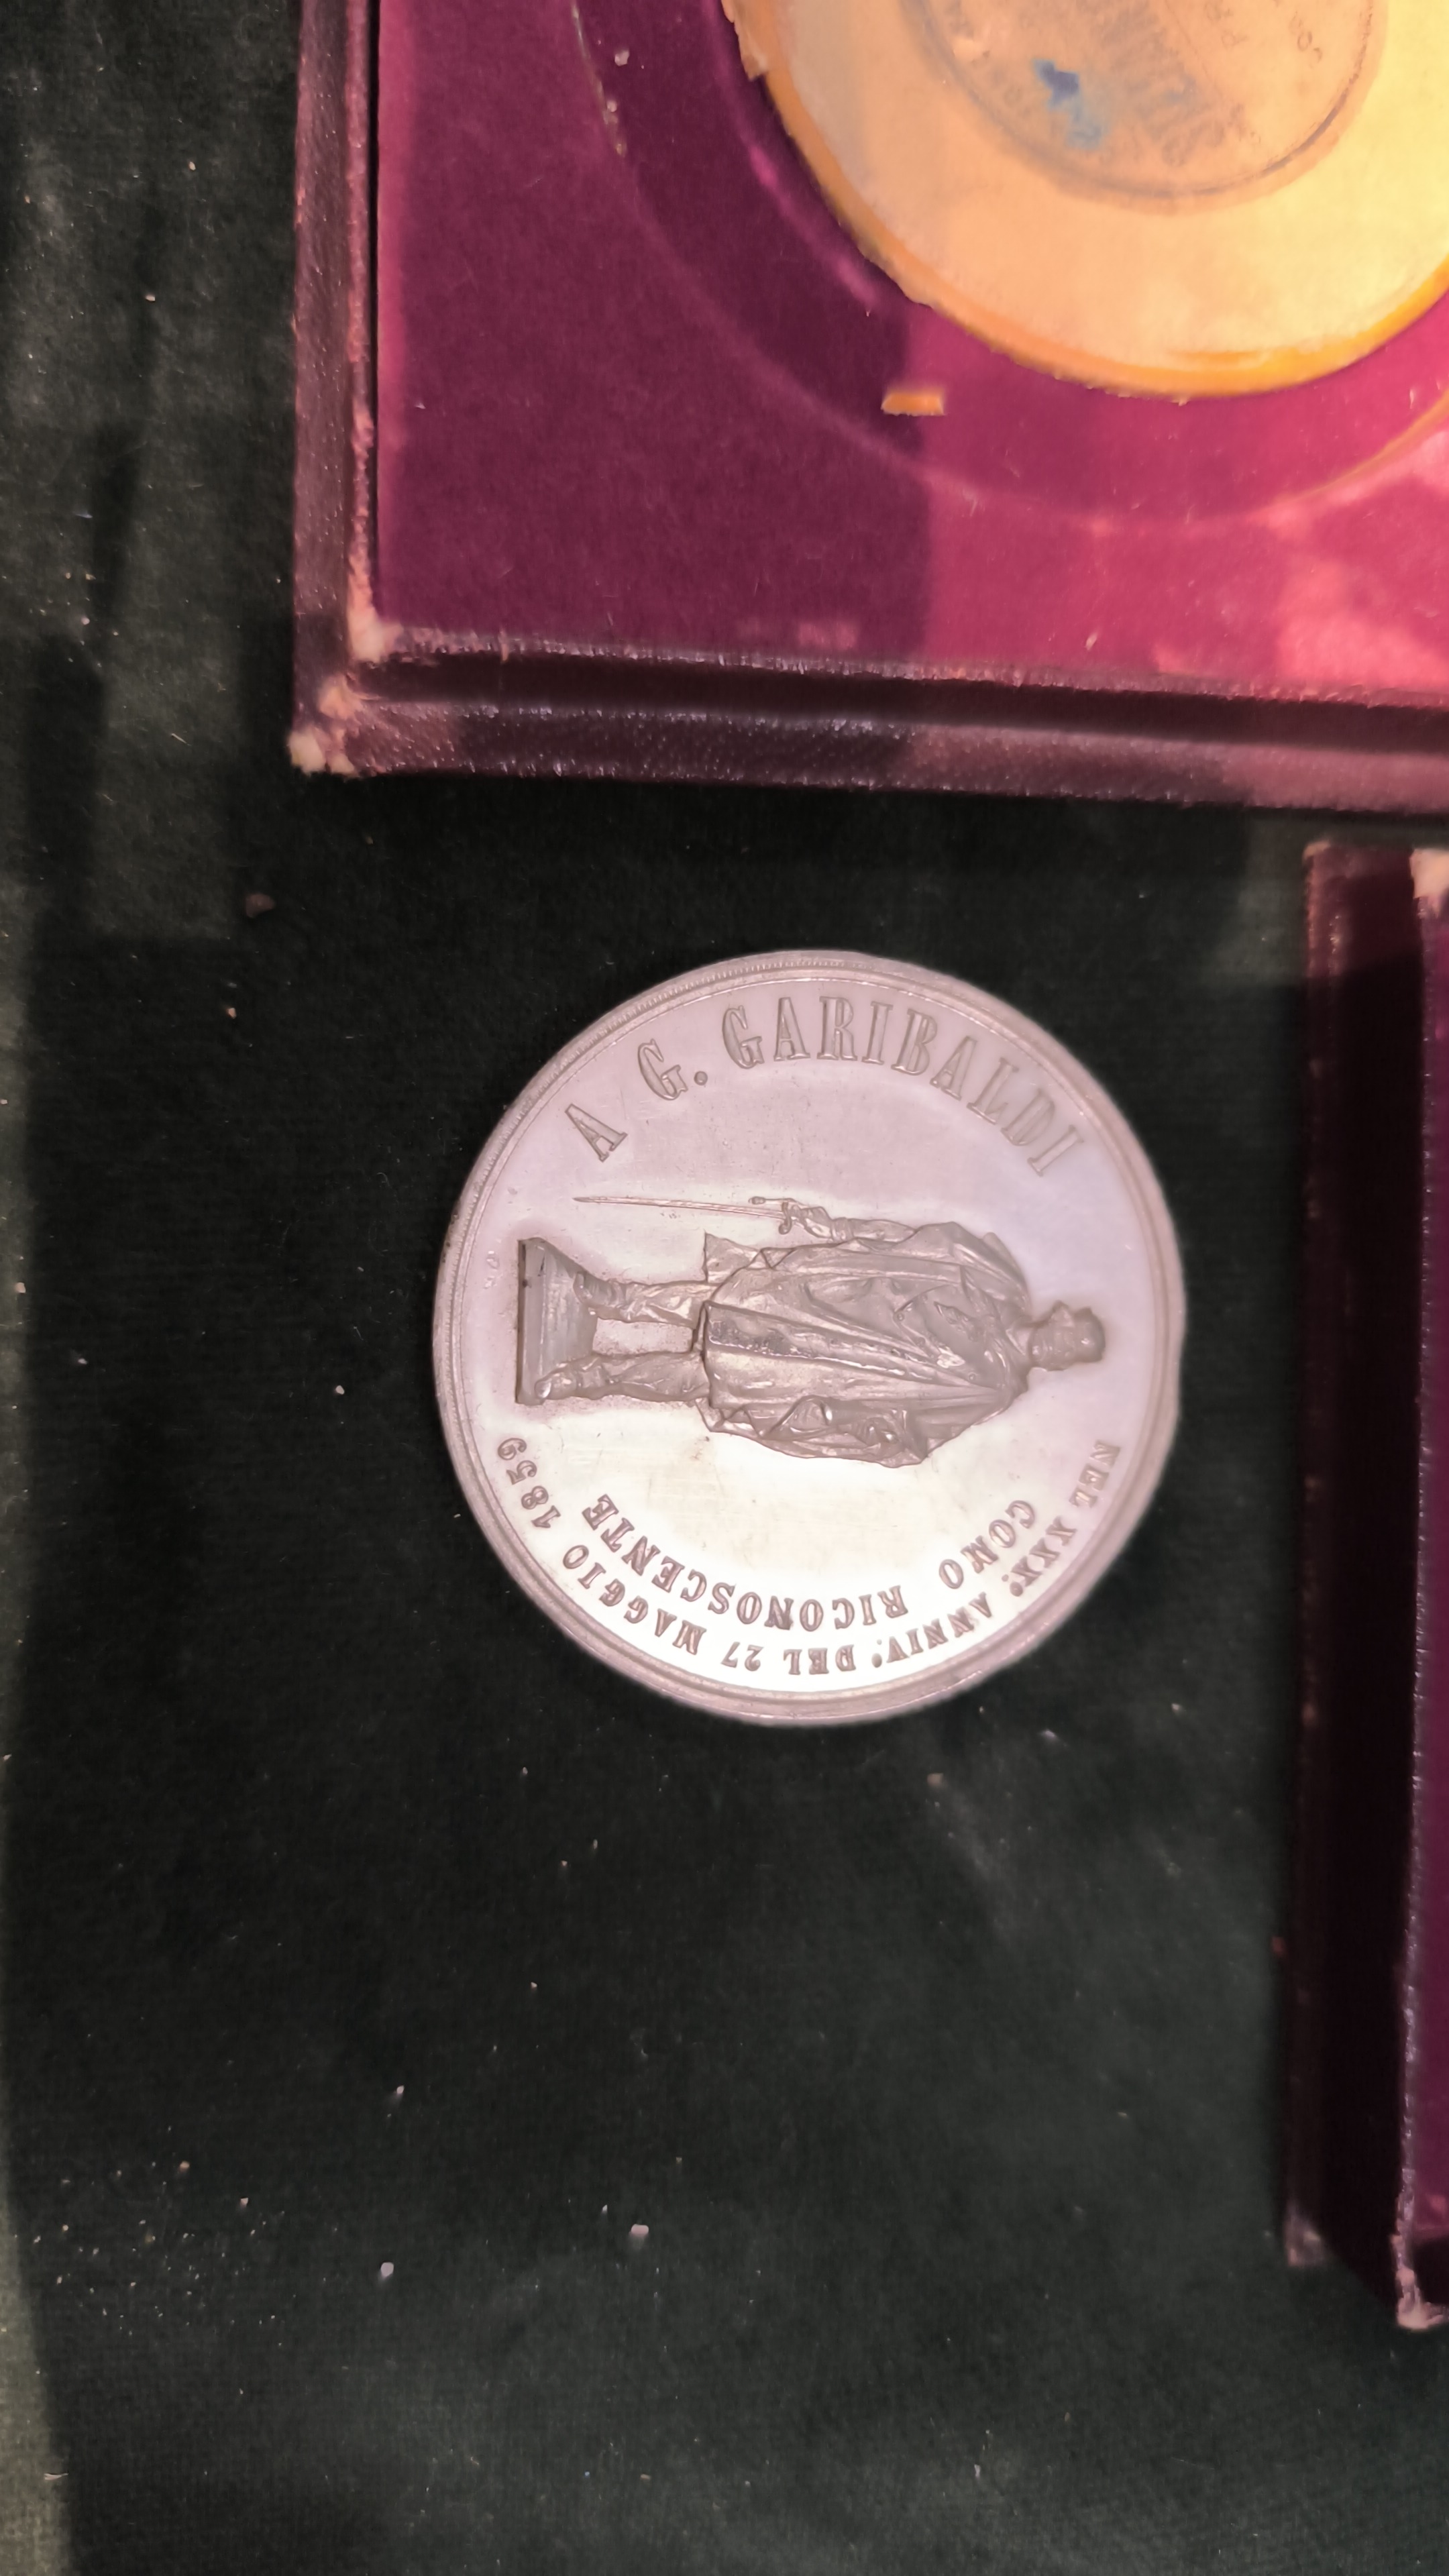 A G. GARIBALDI
NEL XXX.° ANNIV.° DEL 27 MAGGIO 1859
COMO RICONOSCENTE